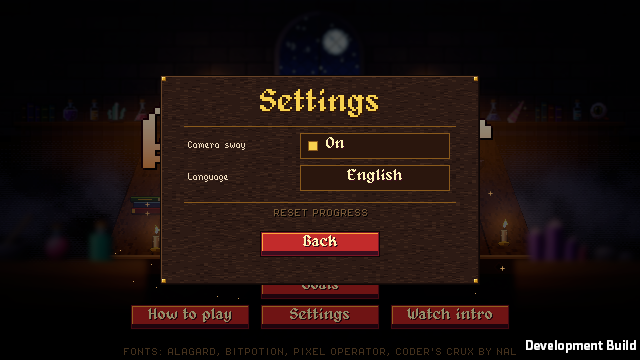 Settings
Camera sway
On
Language
English
RESET PROGRESS
Back
Goals
How to play
Settings
Watch intro
FONTS: ALAGARD, BITPOTION, PIXEL OPERATOR, CODER'S CRUX BY NAL
Development Build